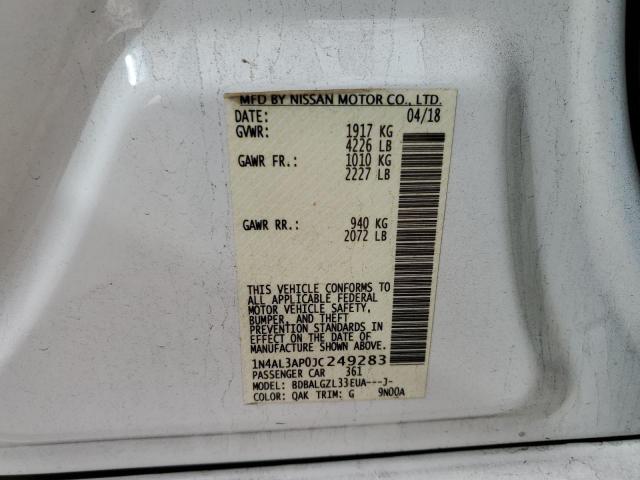 MFD BY NISSAN MOTOR CO., LTD.
DATE: 04/18
GVWR: 1917 KG
4226 LB
GAWR FR.: 1010 KG
2227 LB
GAWR RR.: 940 KG
2072 LB
THIS VEHICLE CONFORMS TO
ALL APPLICABLE FEDERAL
MOTOR VEHICLE SAFETY,
BUMPER, AND THEFT
PREVENTION STANDARDS
IN EFFECT ON THE DATE OF
MANUFACTURE SHOWN ABOVE.
1N4AL3AP0JC249283
PASSENGER CAR 361
MODEL: BDBALGZL33EUA---J-
COLOR: QAK TRIM: G 9N00A